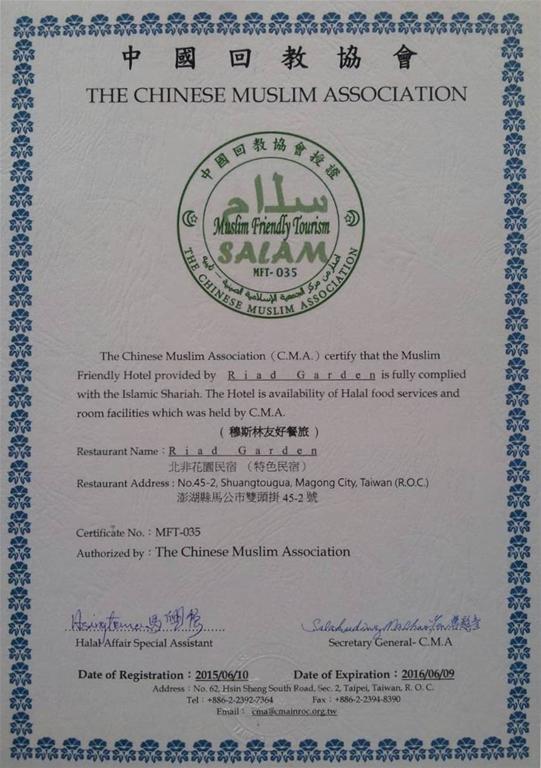 中國回教協會
THE CHINESE MUSLIM ASSOCIATION
中國回教協會授證
سلام
Muslim Friendly Tourism
SALAM
MFT- 035
THE CHINESE MUSLIM ASSOCIATION
The Chinese Muslim Association（C.M.A.）certify that the Muslim
Friendly Hotel provided by Riad Garden is fully complied
with the Islamic Shariah. The Hotel is availability of Halal food services and
room facilities which was held by C.M.A.
（ 穆斯林友好餐旅 ）
Restaurant Name：Riad Garden
北非花園民宿 （特色民宿）
Restaurant Address：No.45-2, Shuangtougua, Magong City, Taiwan (R.O.C.)
澎湖縣馬公市雙頭掛 45-2 號
Certificate No.：MFT-035
Authorized by：The Chinese Muslim Association
Halal Affair Special Assistant
Secretary General- C.M.A
Date of Registration：2015/06/10 Date of Expiration：2016/06/09
Address：No. 62, Hsin Sheng South Road, Sec. 2, Taipei, Taiwan, R. O. C.
Tel：+886-2-2392-7364 Fax：+886-2-2394-8390
Email： cma@cmainroc.org.tw